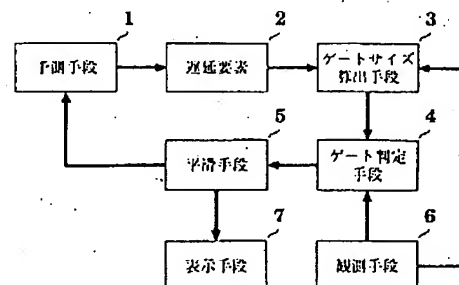 1
2
3
予測手段
遅延要素
ゲートサイズ
算出手段
5
4
平滑手段
ゲート判定
手段
7
6
表示手段
観測手段